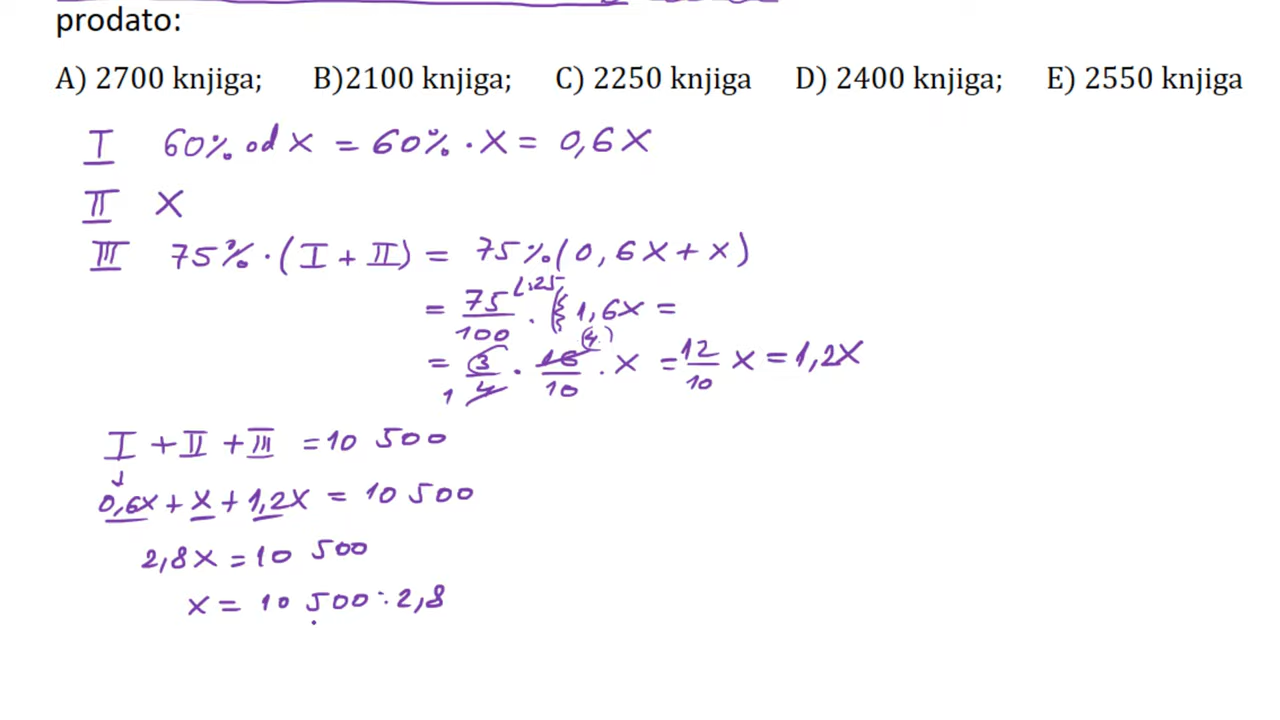 prodato:
A) 2700 knjiga; B)2100 knjiga; C) 2250 knjiga D) 2400 knjiga; E) 2550 knjiga
I 60% od x = 60% · x = 0,6x
II x
III 75% · (I + II) = 75% (0,6x + x)
= 75/100 · 1,6x =
= 3/4 · 16/10 · x = 12/10 x = 1,2x
I + II + III = 10 500
0,6x + x + 1,2x = 10 500
2,8x = 10 500
x = 10 500 : 2,8